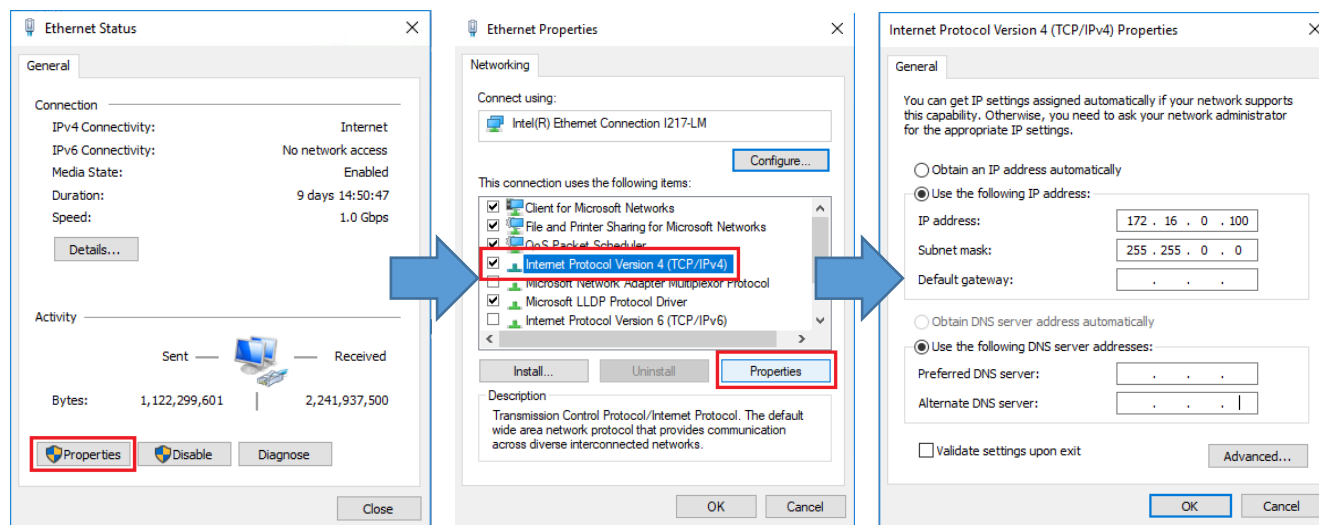 Ethernet Status
General
Connection
IPv4 Connectivity: Internet
IPv6 Connectivity: No network access
Media State: Enabled
Duration: 9 days 14:50:47
Speed: 1.0 Gbps
Details...
Activity
Sent Received
Bytes: 1,122,299,601 2,241,937,500
Properties Disable Diagnose
Close
Ethernet Properties
Networking
Connect using:
Intel(R) Ethernet Connection I217-LM
Configure...
This connection uses the following items:
Client for Microsoft Networks
File and Printer Sharing for Microsoft Networks
QoS Packet Scheduler
Internet Protocol Version 4 (TCP/IPv4)
Microsoft Network Adapter Multiplexor Protocol
Microsoft LLDP Protocol Driver
Internet Protocol Version 6 (TCP/IPv6)
Install... Uninstall Properties
Description
Transmission Control Protocol/Internet Protocol. The default
wide area network protocol that provides communication
across diverse interconnected networks.
OK Cancel
Internet Protocol Version 4 (TCP/IPv4) Properties
General
You can get IP settings assigned automatically if your network supports
this capability. Otherwise, you need to ask your network administrator
for the appropriate IP settings.
Obtain an IP address automatically
Use the following IP address:
IP address: 172 . 16 . 0 . 100
Subnet mask: 255 . 255 . 0 . 0
Default gateway: . . .
Obtain DNS server address automatically
Use the following DNS server addresses:
Preferred DNS server: . . .
Alternate DNS server: . . .
Validate settings upon exit
Advanced...
OK Cancel